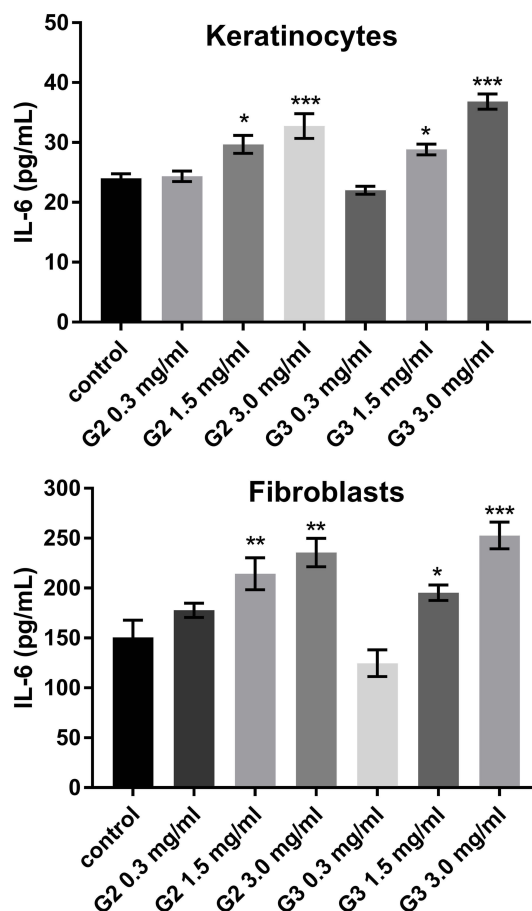 Keratinocytes
IL-6 (pg/mL)
50
40
30
20
10
0
*
***
*
***
control
G2 0.3 mg/ml
G2 1.5 mg/ml
G2 3.0 mg/ml
G3 0.3 mg/ml
G3 1.5 mg/ml
G3 3.0 mg/ml
Fibroblasts
IL-6 (pg/mL)
300
250
200
150
100
50
0
**
**
*
***
control
G2 0.3 mg/ml
G2 1.5 mg/ml
G2 3.0 mg/ml
G3 0.3 mg/ml
G3 1.5 mg/ml
G3 3.0 mg/ml